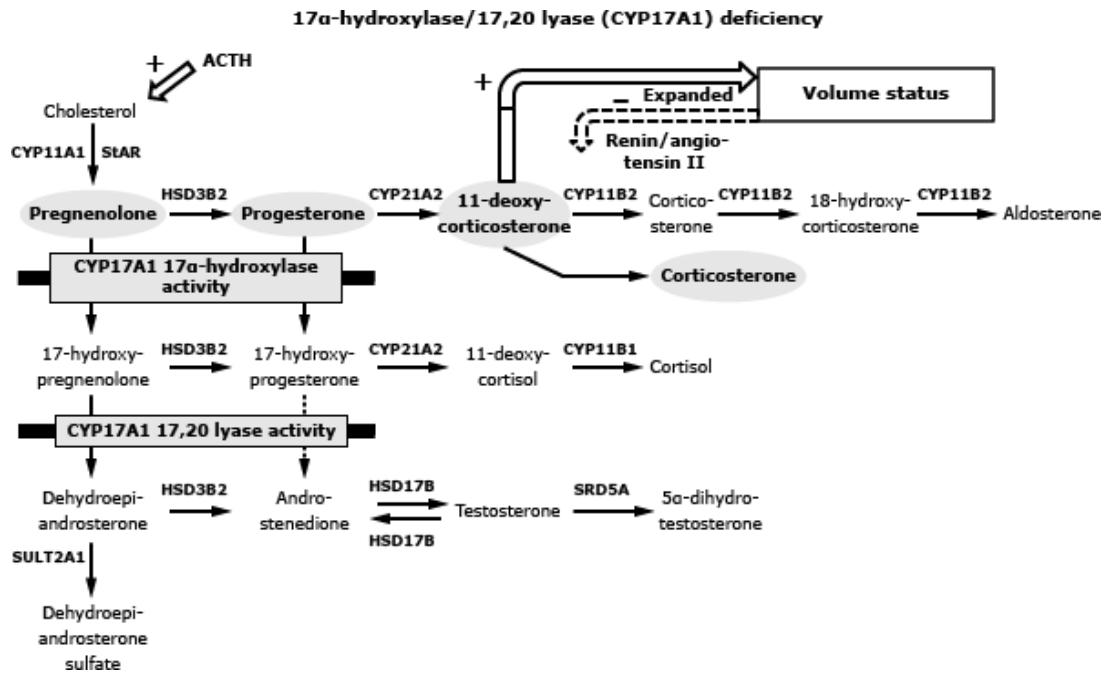 17α-hydroxylase/17,20 lyase (CYP17A1) deficiency
+
ACTH
Cholesterol
CYP11A1
StAR
+
–
Expanded
Renin/angio-
tensin II
Volume status
Pregnenolone
HSD3B2
Progesterone
CYP21A2
11-deoxy-
corticosterone
CYP11B2
Cortico-
sterone
CYP11B2
18-hydroxy-
corticosterone
CYP11B2
Aldosterone
CYP17A1 17α-hydroxylase
activity
Corticosterone
17-hydroxy-
pregnenolone
HSD3B2
17-hydroxy-
progesterone
CYP21A2
11-deoxy-
cortisol
CYP11B1
Cortisol
CYP17A1 17,20 lyase activity
Dehydroepi-
androsterone
HSD3B2
Andro-
stenedione
HSD17B
HSD17B
Testosterone
SRD5A
5α-dihydro-
testosterone
SULT2A1
Dehydroepi-
androsterone
sulfate